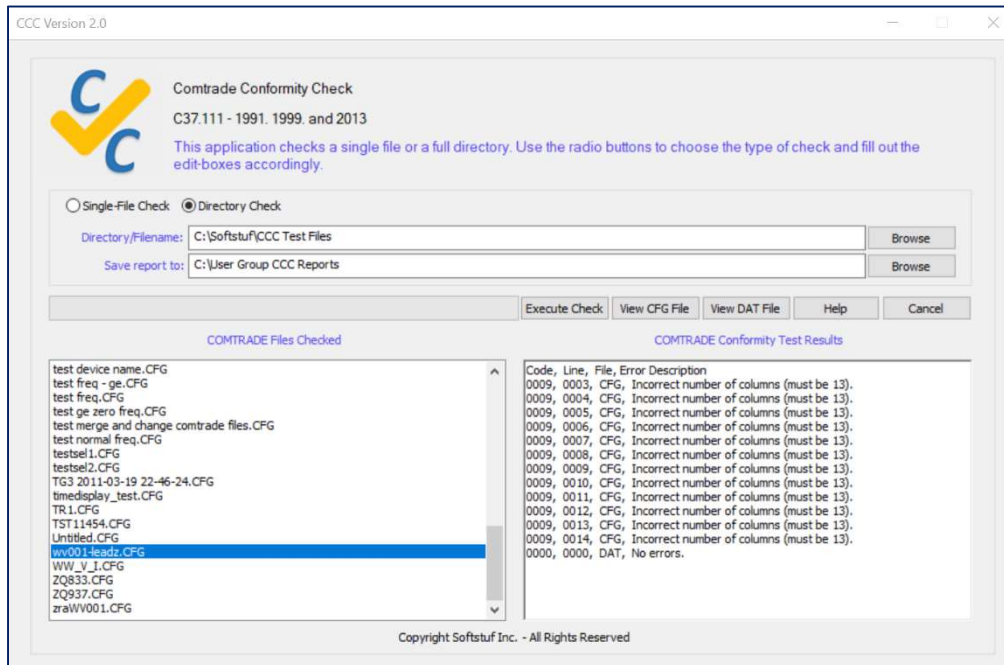 CCC Version 2.0
C
C
Comtrade Conformity Check
C37.111 - 1991. 1999. and 2013
This application checks a single file or a full directory. Use the radio buttons to choose the type of check and fill out the
edit-boxes accordingly.
Single-File Check Directory Check
Directory/Filename: C:\Softstuf\CCC Test Files Browse
Save report to: C:\User Group CCC Reports Browse
Execute Check View CFG File View DAT File Help Cancel
COMTRADE Files Checked
test device name.CFG
test freq - ge.CFG
test freq.CFG
test ge zero freq.CFG
test merge and change comtrade files.CFG
test normal freq.CFG
testsel1.CFG
testsel2.CFG
TG3 2011-03-19 22-46-24.CFG
timedisplay_test.CFG
TR1.CFG
TST11454.CFG
Untitled.CFG
wv001-leadz.CFG
WW_V_I.CFG
ZQ833.CFG
ZQ937.CFG
zraWV001.CFG
COMTRADE Conformity Test Results
Code, Line, File, Error Description
0009, 0003, CFG, Incorrect number of columns (must be 13).
0009, 0004, CFG, Incorrect number of columns (must be 13).
0009, 0005, CFG, Incorrect number of columns (must be 13).
0009, 0006, CFG, Incorrect number of columns (must be 13).
0009, 0007, CFG, Incorrect number of columns (must be 13).
0009, 0008, CFG, Incorrect number of columns (must be 13).
0009, 0009, CFG, Incorrect number of columns (must be 13).
0009, 0010, CFG, Incorrect number of columns (must be 13).
0009, 0011, CFG, Incorrect number of columns (must be 13).
0009, 0012, CFG, Incorrect number of columns (must be 13).
0009, 0013, CFG, Incorrect number of columns (must be 13).
0009, 0014, CFG, Incorrect number of columns (must be 13).
0000, 0000, DAT, No errors.
Copyright Softstuf Inc. - All Rights Reserved